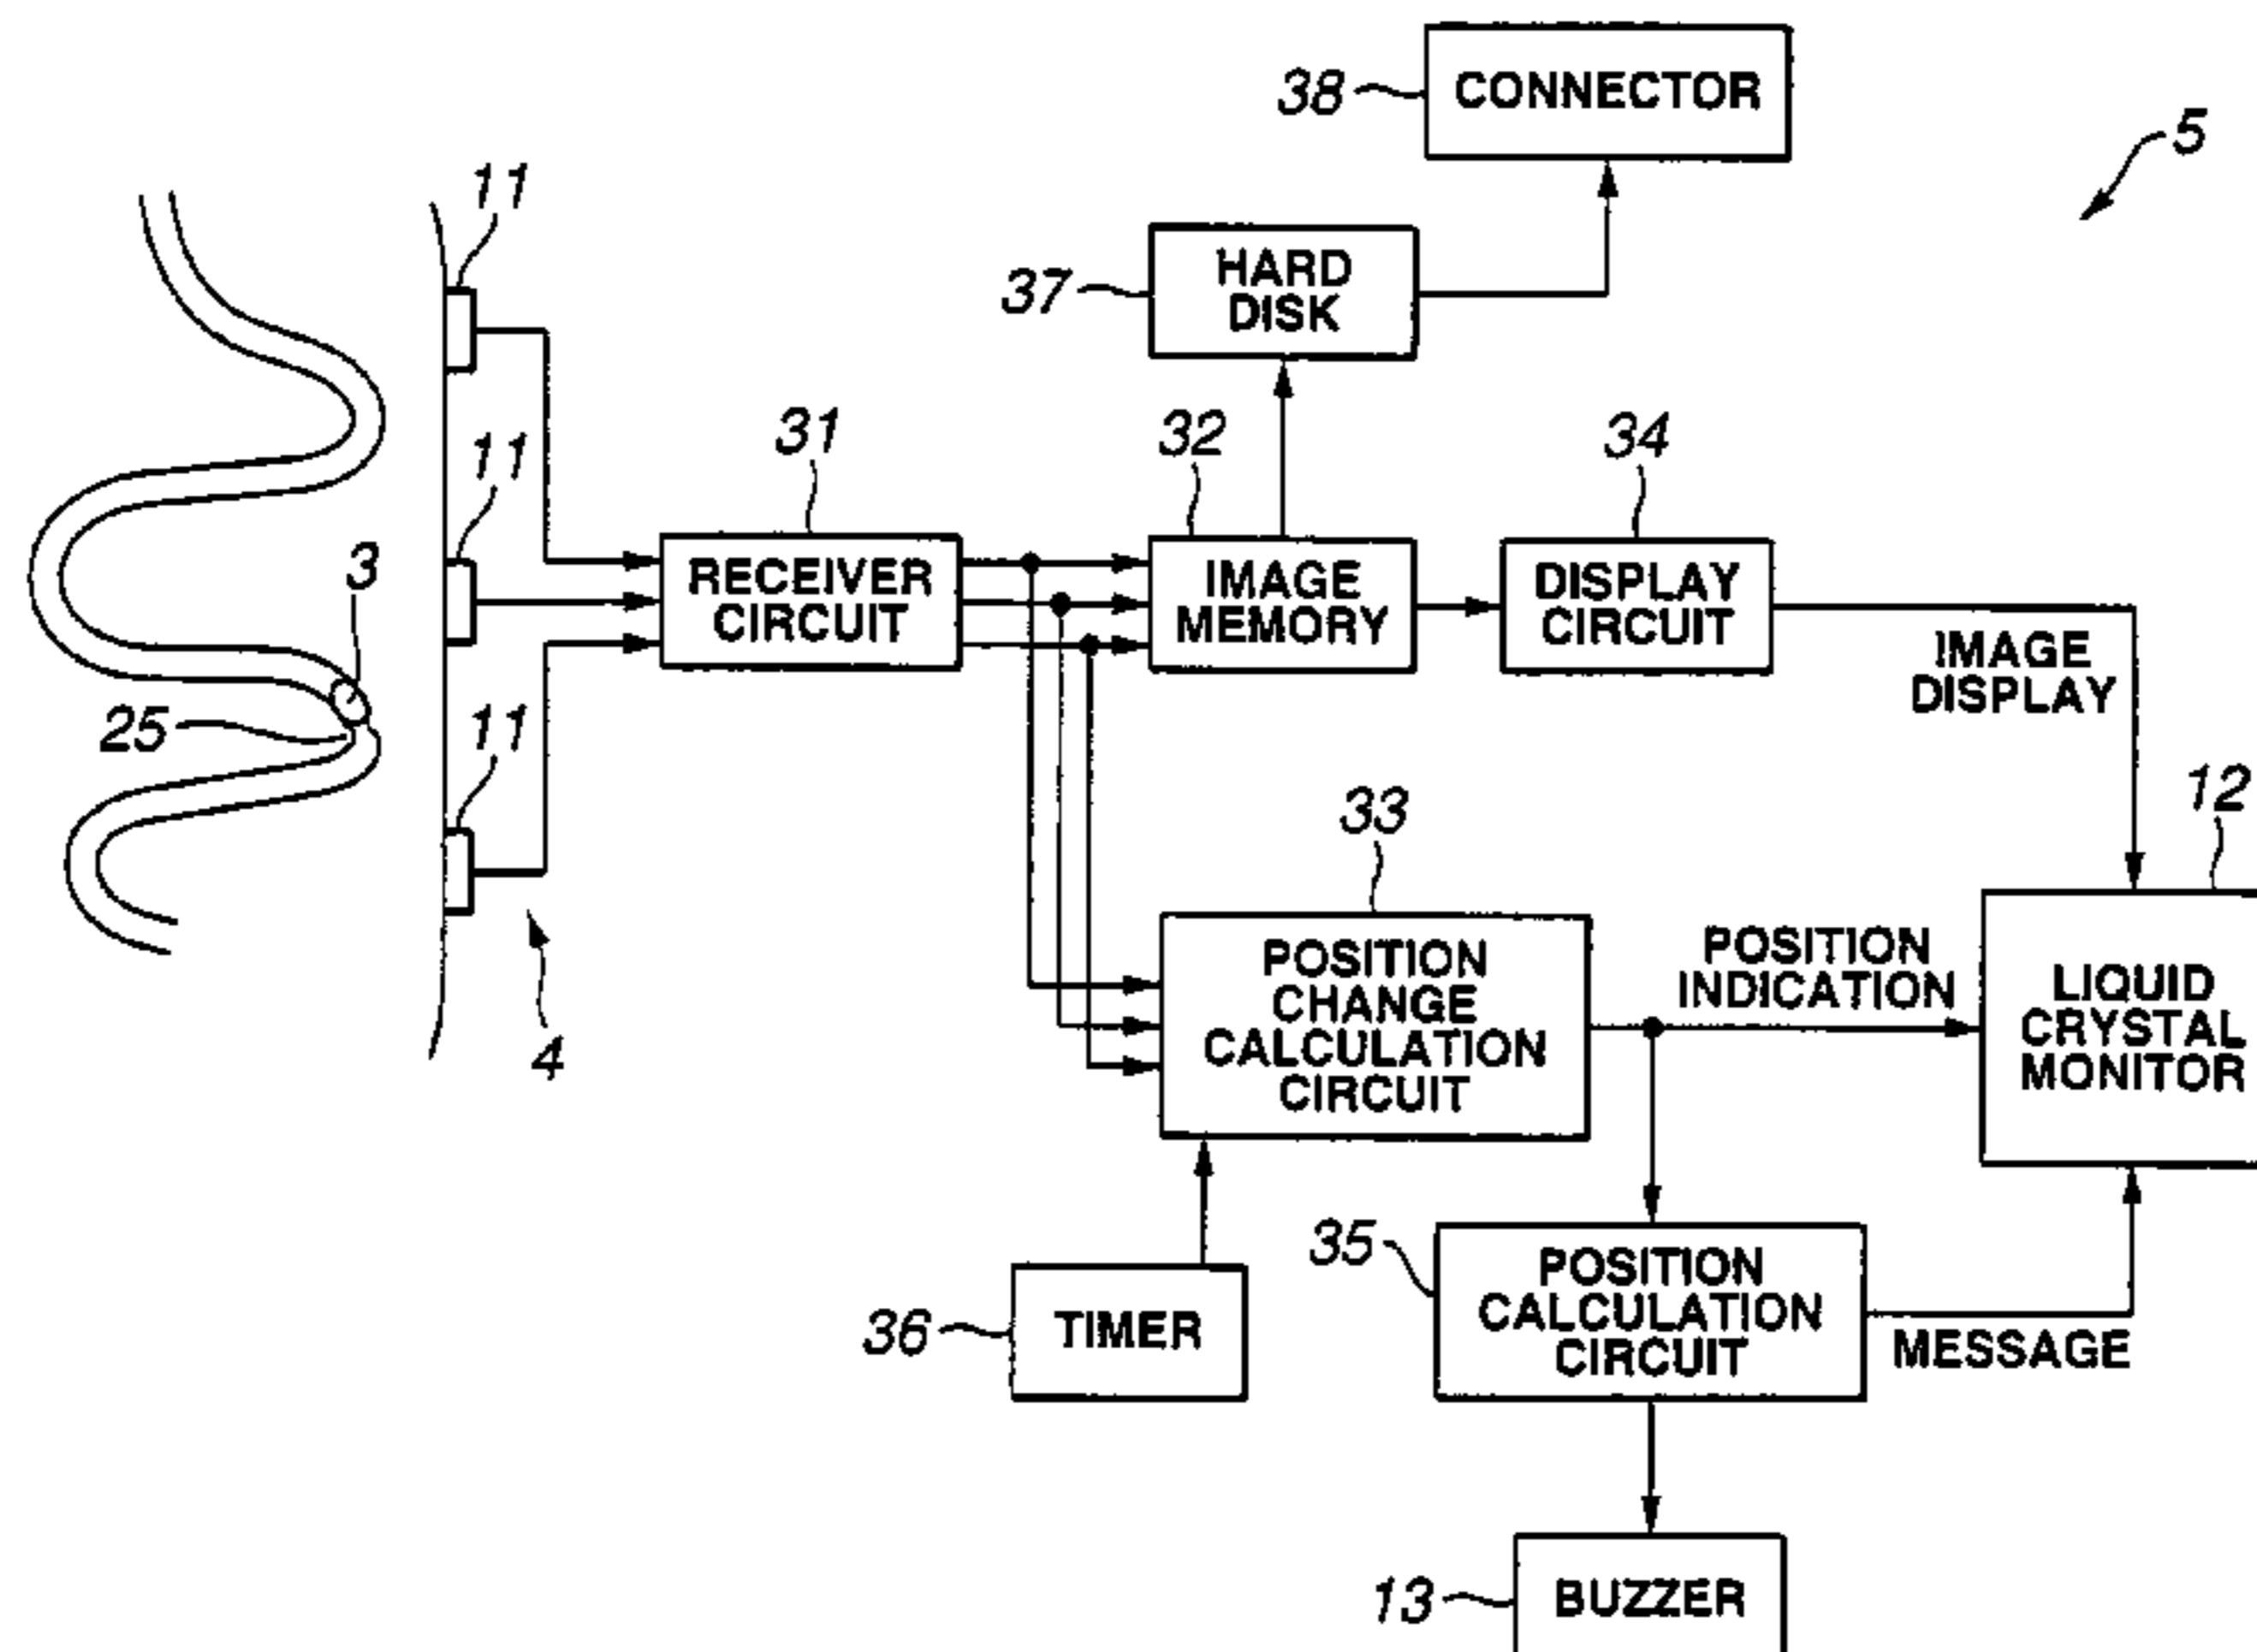 38
CONNECTOR
5
11
37
HARD
DISK
31
32
34
11
3
RECEIVER
CIRCUIT
IMAGE
MEMORY
DISPLAY
CIRCUIT
IMAGE
DISPLAY
25
11
33
12
4
POSITION
CHANGE
CALCULATION
CIRCUIT
POSITION
INDICATION
LIQUID
CRYSTAL
MONITOR
36
TIMER
35
POSITION
CALCULATION
CIRCUIT
MESSAGE
13
BUZZER